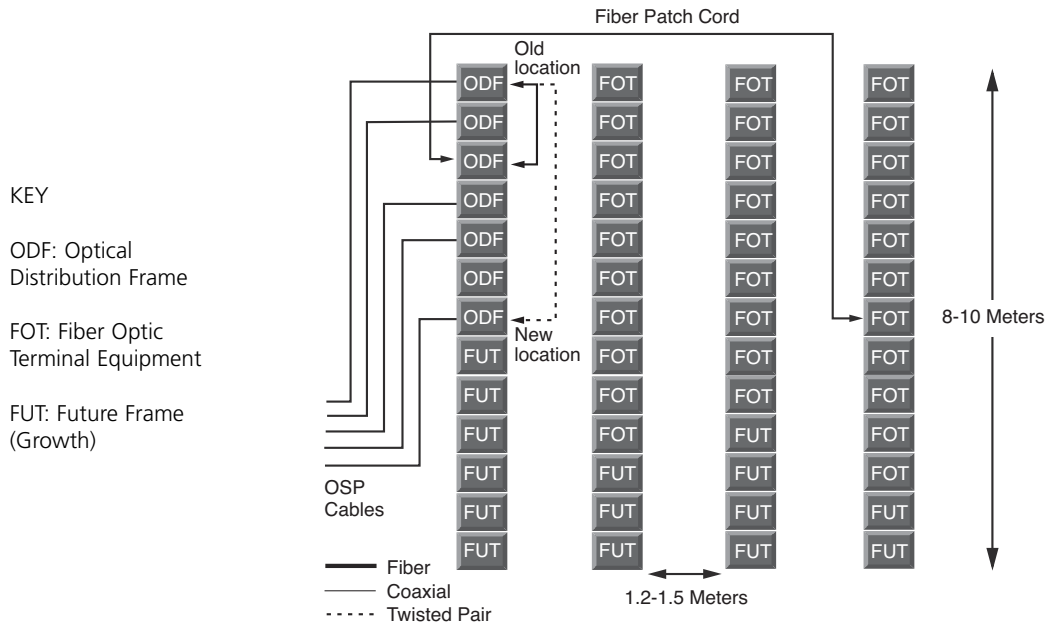 Fiber Patch Cord
Old
location
ODF FOT FOT FOT
ODF FOT FOT FOT
ODF FOT FOT FOT
KEY
ODF FOT FOT FOT
ODF: Optical
Distribution Frame
ODF FOT FOT FOT
ODF FOT FOT FOT
FOT: Fiber Optic
Terminal Equipment
ODF FOT FOT FOT
8-10 Meters
New
location
FUT FOT FOT FOT
FUT: Future Frame
(Growth)
FUT FOT FOT FOT
FUT FOT FUT FOT
FUT FUT FUT FOT
OSP
Cables
FUT FUT FUT FUT
FUT FUT FUT FUT
Fiber
Coaxial
Twisted Pair
1.2-1.5 Meters